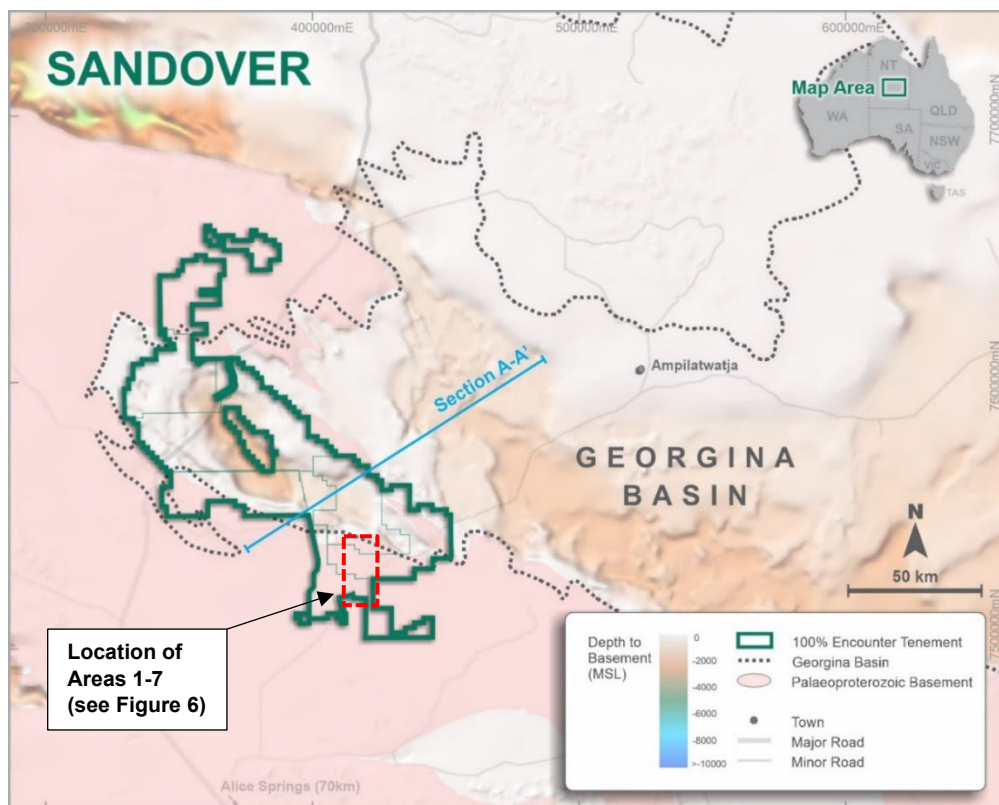 300000mE
400000mE
500000mE
600000mE
SANDOVER
Map Area
NT
WA
QLD
SA
NSW
VIC
TAS
7700000mN
Section A-A'
Ampilatwatja
7600000mN
GEORGINA
BASIN
N
50 km
Location of
Areas 1-7
(see Figure 6)
7500000mN
Depth to
Basement
(MSL)
0
-2000
-4000
-6000
-8000
>-10000
100% Encounter Tenement
Georgina Basin
Palaeoproterozoic Basement
Town
Major Road
Minor Road
Alice Springs (70km)